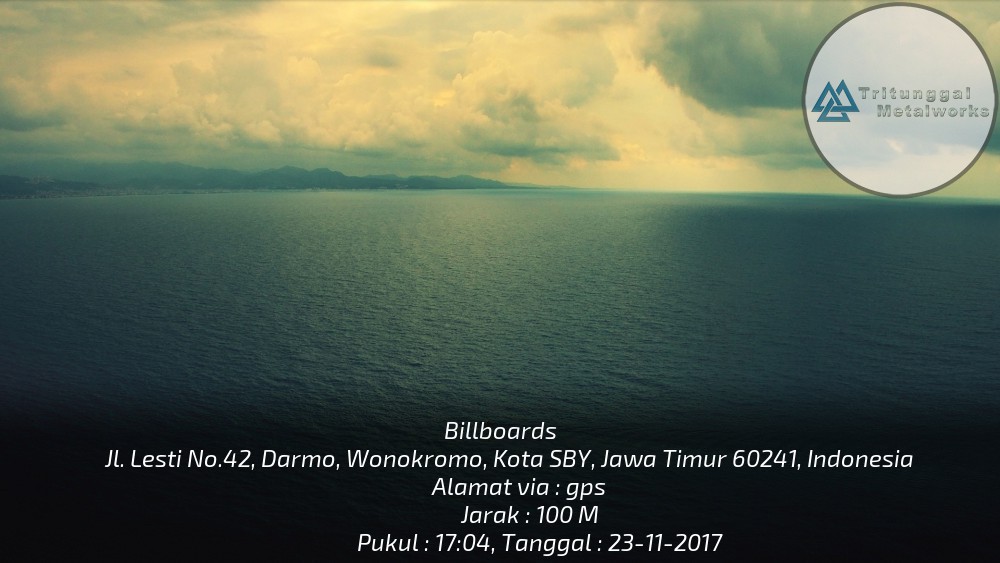 Tritunggal
Metalworks
Billboards
Jl. Lesti No.42, Darmo, Wonokromo, Kota SBY, Jawa Timur 60241, Indonesia
Alamat via : gps
Jarak : 100 M
Pukul : 17:04, Tanggal : 23-11-2017